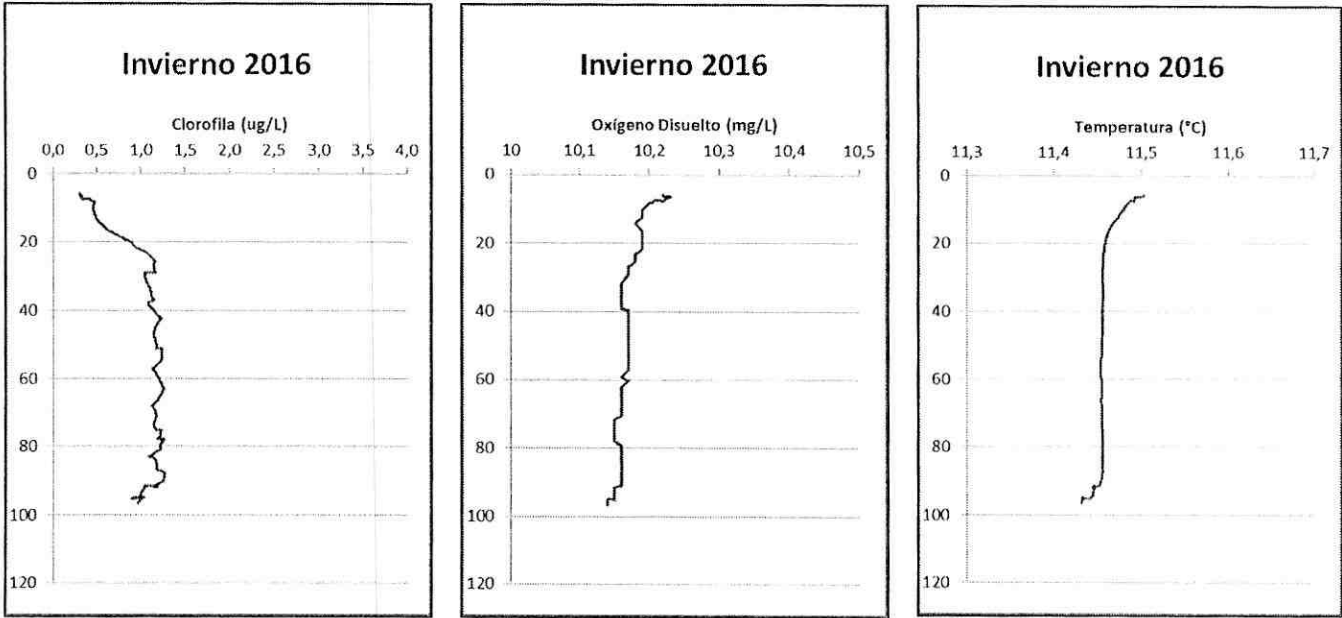 Invierno 2016
Clorofila (ug/L)
0,0 0,5 1,0 1,5 2,0 2,5 3,0 3,5 4,0
0
20
40
60
80
100
120
Invierno 2016
Oxígeno Disuelto (mg/L)
10 10,1 10,2 10,3 10,4 10,5
0
20
40
60
80
100
120
Invierno 2016
Temperatura (°C)
11,3 11,4 11,5 11,6 11,7
0
20
40
60
80
100
120